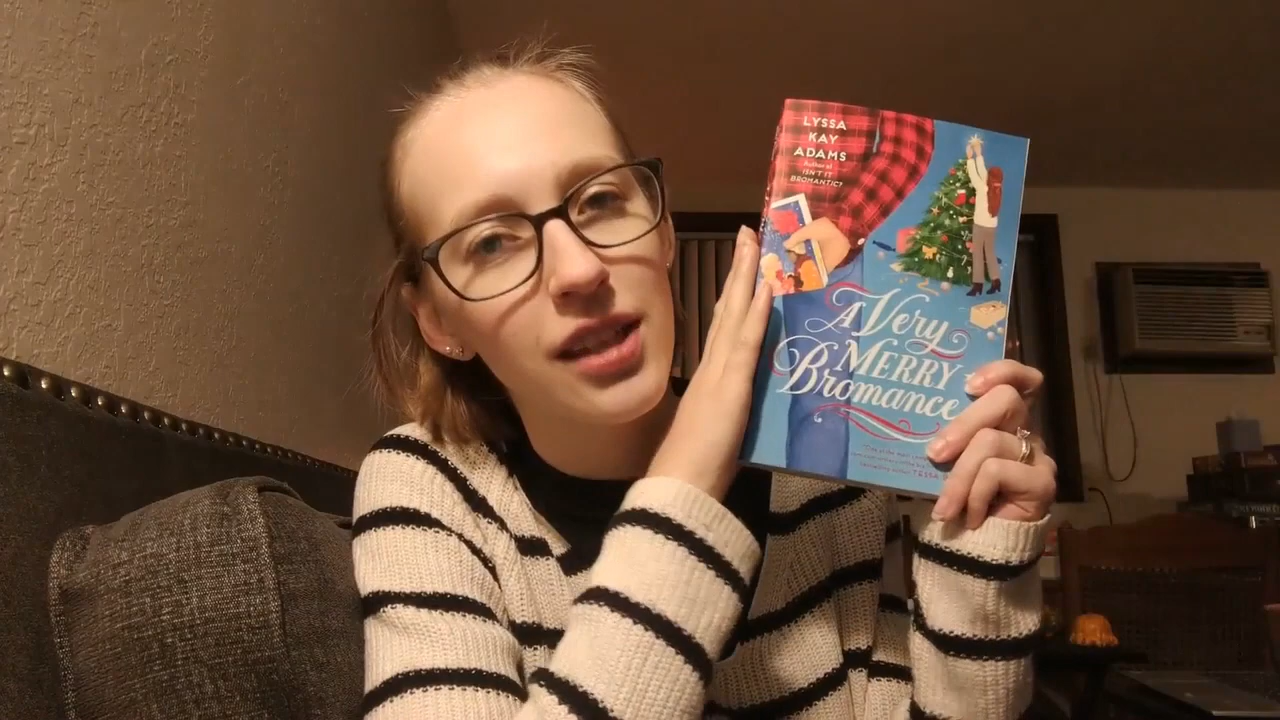 LYSSA
KAY
ADAMS
Author of
ISN'T IT
BROMANTIC?
A Very
MERRY
Bromance